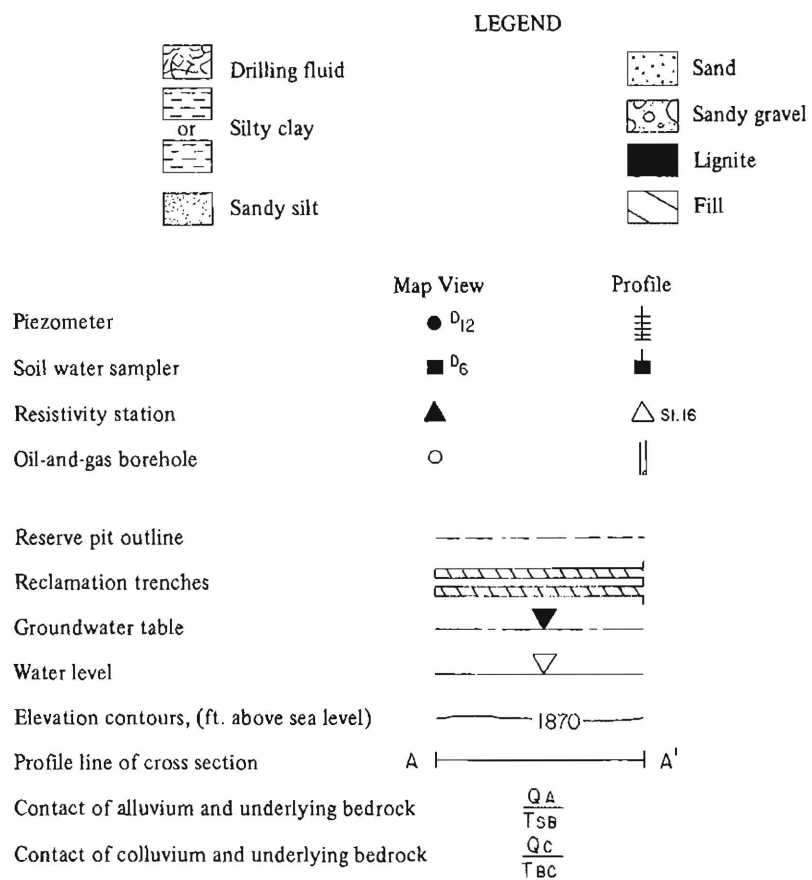 LEGEND
Drilling fluid
or
Silty clay
Sandy silt
Sand
Sandy gravel
Lignite
Fill
Map View Profile
Piezometer D12
Soil water sampler D6
Resistivity station St.16
Oil-and-gas borehole
Reserve pit outline
Reclamation trenches
Groundwater table
Water level
Elevation contours, (ft. above sea level) 1870
Profile line of cross section A A'
Contact of alluvium and underlying bedrock QA
TSB
Contact of colluvium and underlying bedrock QC
TBC